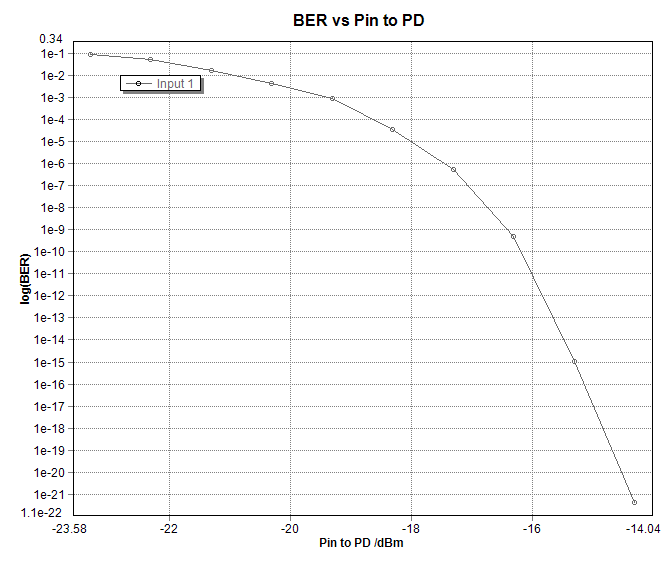 BER vs Pin to PD
0.34
1e-1
1e-2
Input 1
1e-3
1e-4
1e-5
1e-6
1e-7
1e-8
1e-9
1e-10
log(BER)
1e-11
1e-12
1e-13
1e-14
1e-15
1e-16
1e-17
1e-18
1e-19
1e-20
1e-21
1.1e-22
-23.58 -22 -20 -18 -16 -14.04
Pin to PD /dBm